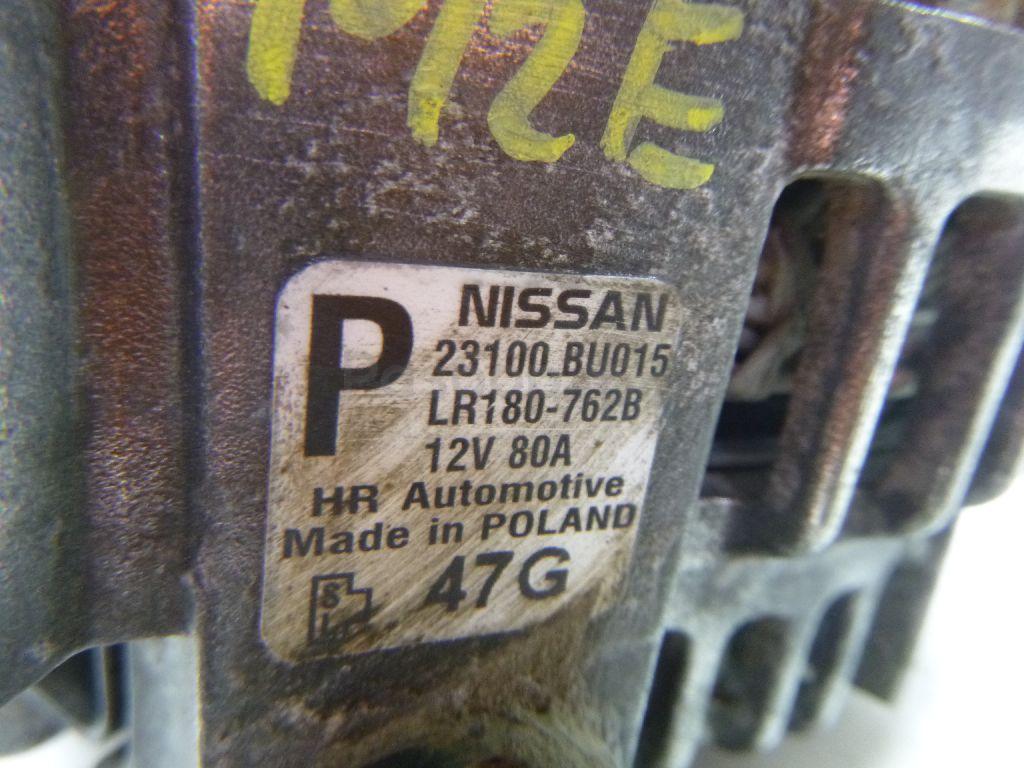 P
NISSAN
23100_BU015
LR180-762B
12V 80A
HR Automotive
Made in POLAND
47G